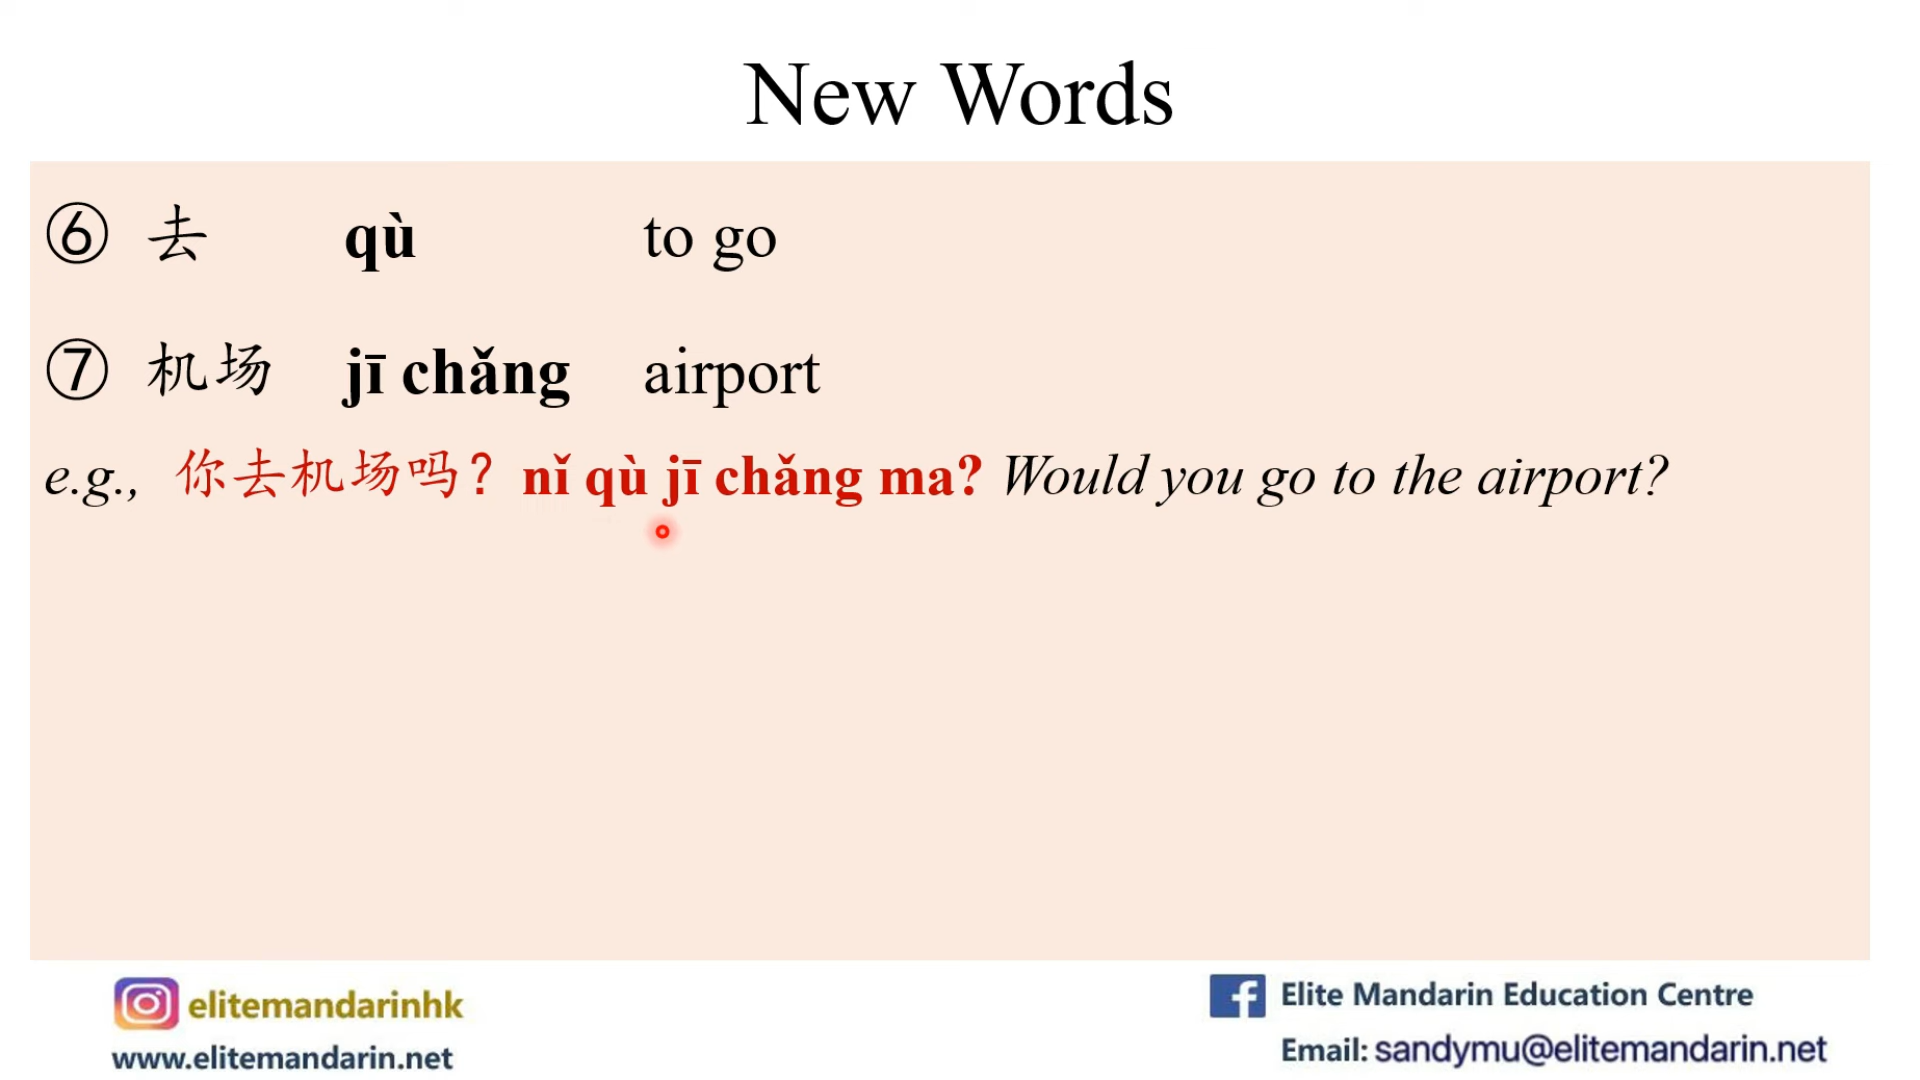 New Words
⑥ 去 qù to go
⑦ 机场 jī chǎng airport
e.g., 你去机场吗？ nǐ qù jī chǎng ma? Would you go to the airport?
elitemandarinhk
www.elitemandarin.net
Elite Mandarin Education Centre
Email: sandymu@elitemandarin.net